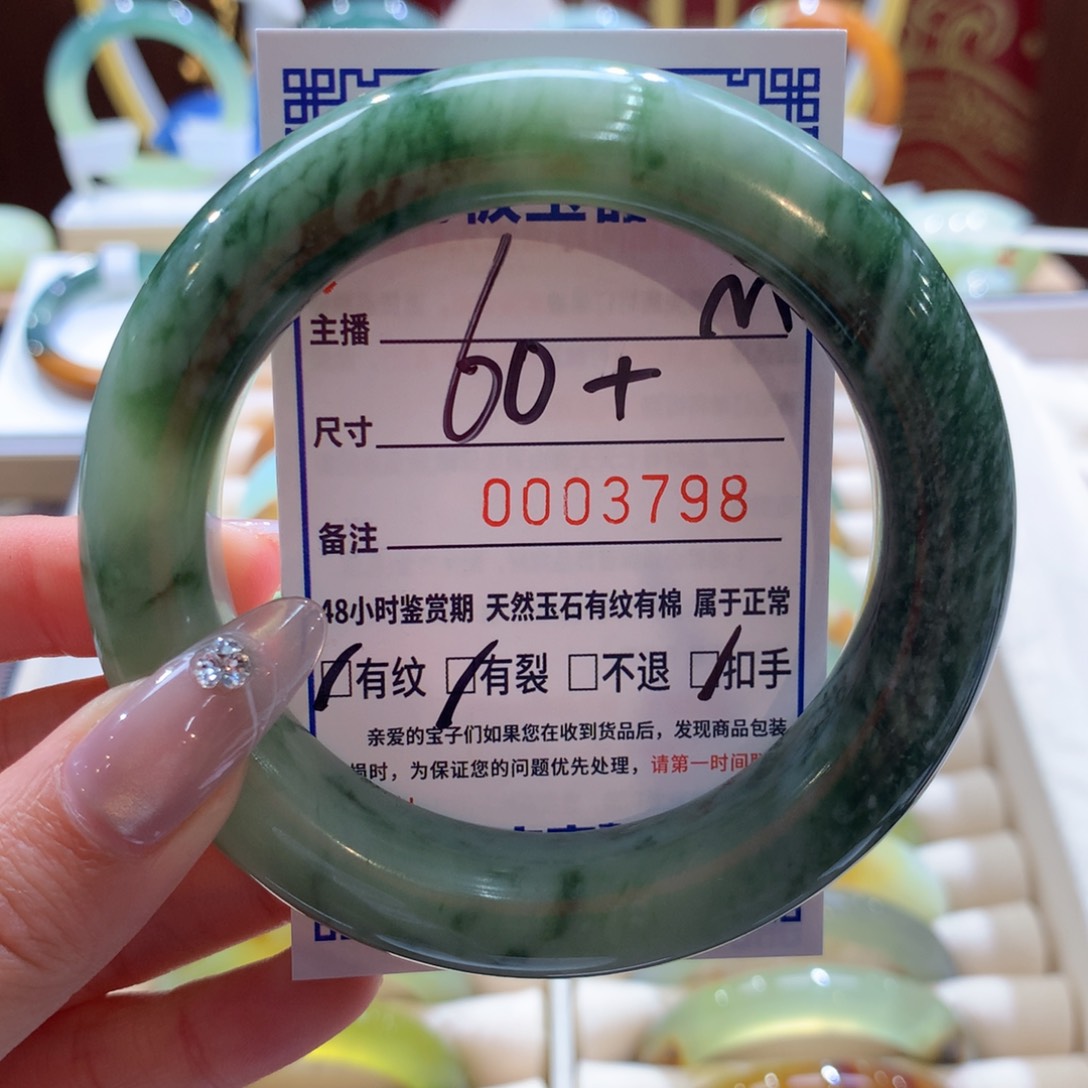 主播 M
尺寸 60+
0003798
备注
48小时鉴赏期 天然玉石有纹有棉 属于正常
□有纹 □有裂 □不退 □扣手
亲爱的宝子们如果您在收到货品后，发现商品包装
损时，为保证您的问题优先处理，请第一时间